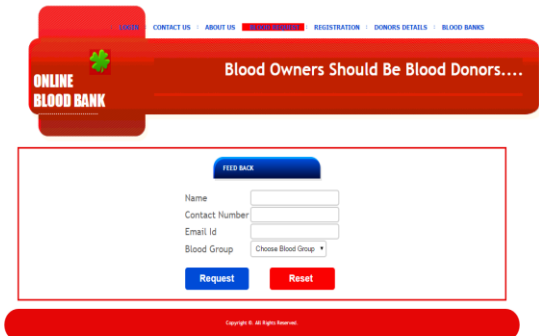 LOGIN CONTACT US ABOUT US REGISTRATION DONORS DETAILS BLOOD BANKS
Blood Owners Should Be Blood Donors....
ONLINE
BLOOD BANK
FEED BACK
Name
Contact Number
Email Id
Blood Group Choose Blood Group
Request Reset
Copyright ©. All Rights Reserved.